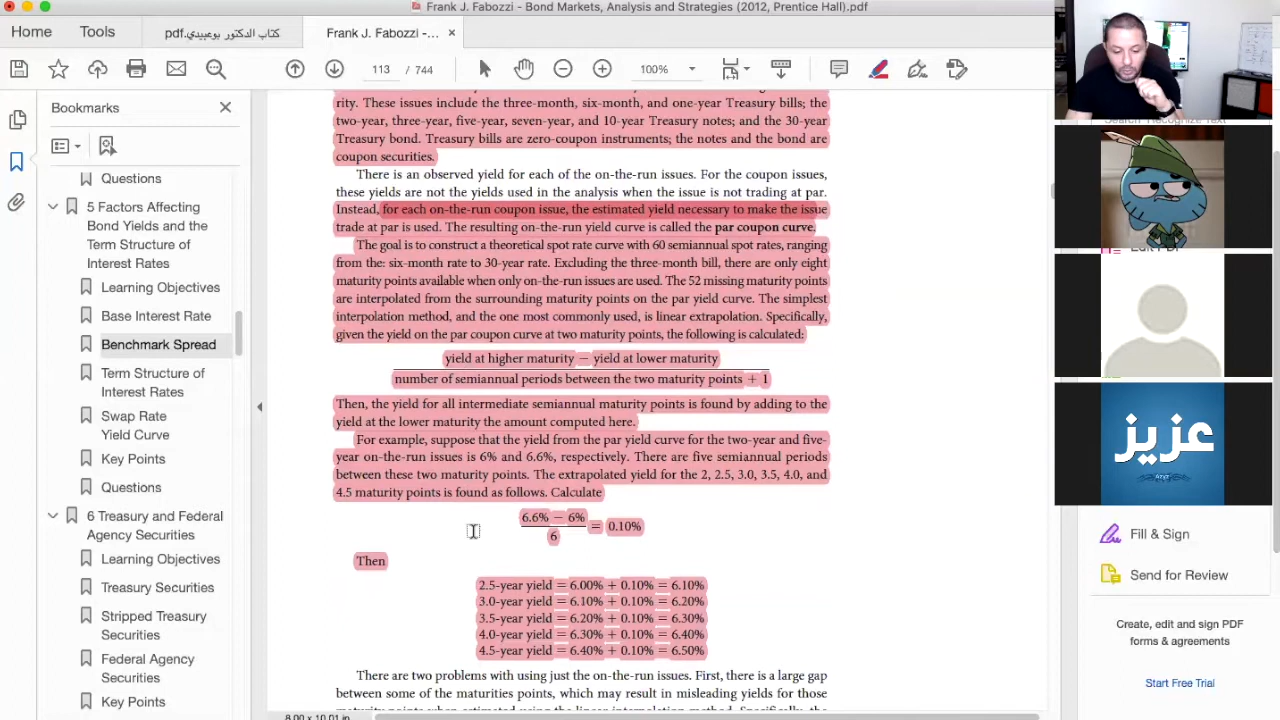 Frank J. Fabozzi - Bond Markets, Analysis and Strategies (2012, Prentice Hall).pdf
Home
Tools
كتاب الدكتور بوعبيدي.pdf
Frank J. Fabozzi -... ×
113 / 744
100%
Bookmarks
Questions
5 Factors Affecting
Bond Yields and the
Term Structure of
Interest Rates
Learning Objectives
Base Interest Rate
Benchmark Spread
Term Structure of
Interest Rates
Swap Rate
Yield Curve
Key Points
Questions
6 Treasury and Federal
Agency Securities
Learning Objectives
Treasury Securities
Stripped Treasury
Securities
Federal Agency
Securities
Key Points
rity. These issues include the three-month, six-month, and one-year Treasury bills; the
two-year, three-year, five-year, seven-year, and 10-year Treasury notes; and the 30-year
Treasury bond. Treasury bills are zero-coupon instruments; the notes and the bond are
coupon securities.
There is an observed yield for each of the on-the-run issues. For the coupon issues,
these yields are not the yields used in the analysis when the issue is not trading at par.
Instead, for each on-the-run coupon issue, the estimated yield necessary to make the issue
trade at par is used. The resulting on-the-run yield curve is called the par coupon curve.
The goal is to construct a theoretical spot rate curve with 60 semiannual spot rates, ranging
from the: six-month rate to 30-year rate. Excluding the three-month bill, there are only eight
maturity points available when only on-the-run issues are used. The 52 missing maturity points
are interpolated from the surrounding maturity points on the par yield curve. The simplest
interpolation method, and the one most commonly used, is linear extrapolation. Specifically,
given the yield on the par coupon curve at two maturity points, the following is calculated:
yield at higher maturity − yield at lower maturity
number of semiannual periods between the two maturity points + 1
Then, the yield for all intermediate semiannual maturity points is found by adding to the
yield at the lower maturity the amount computed here.
For example, suppose that the yield from the par yield curve for the two-year and five-
year on-the-run issues is 6% and 6.6%, respectively. There are five semiannual periods
between these two maturity points. The extrapolated yield for the 2, 2.5, 3.0, 3.5, 4.0, and
4.5 maturity points is found as follows. Calculate
6.6% − 6%
6
= 0.10%
Then
2.5-year yield = 6.00% + 0.10% = 6.10%
3.0-year yield = 6.10% + 0.10% = 6.20%
3.5-year yield = 6.20% + 0.10% = 6.30%
4.0-year yield = 6.30% + 0.10% = 6.40%
4.5-year yield = 6.40% + 0.10% = 6.50%
There are two problems with using just the on-the-run issues. First, there is a large gap
between some of the maturities points, which may result in misleading yields for those
8.00 x 10.01 in
عزيز
Azyz
Fill & Sign
Send for Review
Create, edit and sign PDF
forms & agreements
Start Free Trial